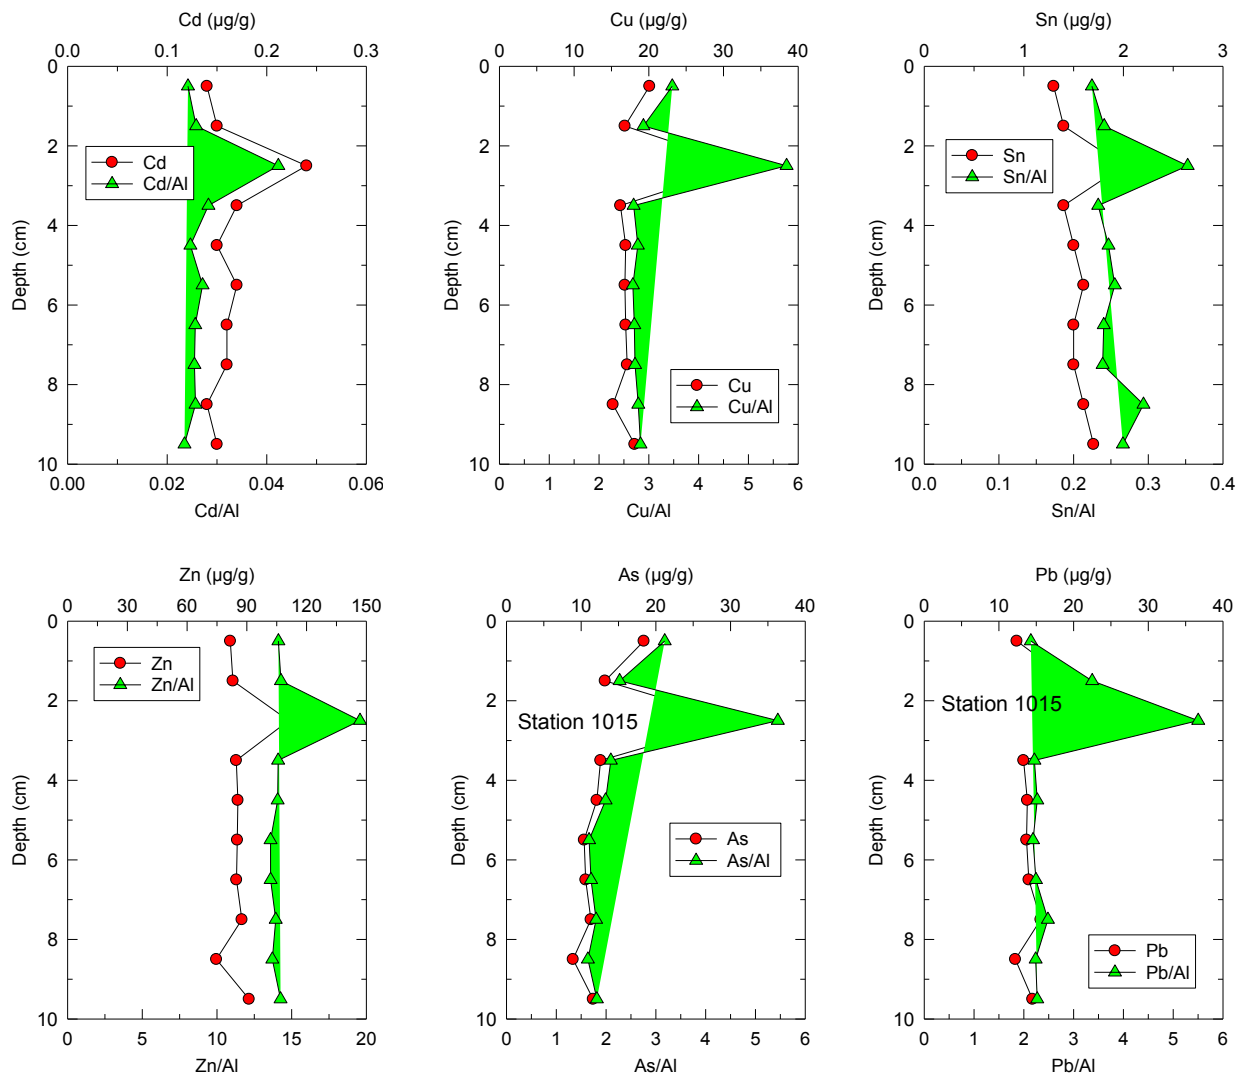 Cd (µg/g)
0.0 0.1 0.2 0.3
0
2
4
6
8
10
Depth (cm)
Cd
Cd/Al
0.00 0.02 0.04 0.06
Cd/Al
Cu (µg/g)
0 10 20 30 40
0
2
4
6
8
10
Depth (cm)
Cu
Cu/Al
0 1 2 3 4 5 6
Cu/Al
Sn (µg/g)
0 1 2 3
0
2
4
6
8
10
Depth (cm)
Sn
Sn/Al
0.0 0.1 0.2 0.3 0.4
Sn/Al
Zn (µg/g)
0 30 60 90 120 150
0
2
4
6
8
10
Depth (cm)
Zn
Zn/Al
0 5 10 15 20
Zn/Al
As (µg/g)
0 10 20 30 40
0
2
4
6
8
10
Depth (cm)
Station 1015
As
As/Al
0 1 2 3 4 5 6
As/Al
Pb (µg/g)
0 10 20 30 40
0
2
4
6
8
10
Depth (cm)
Station 1015
Pb
Pb/Al
0 1 2 3 4 5 6
Pb/Al